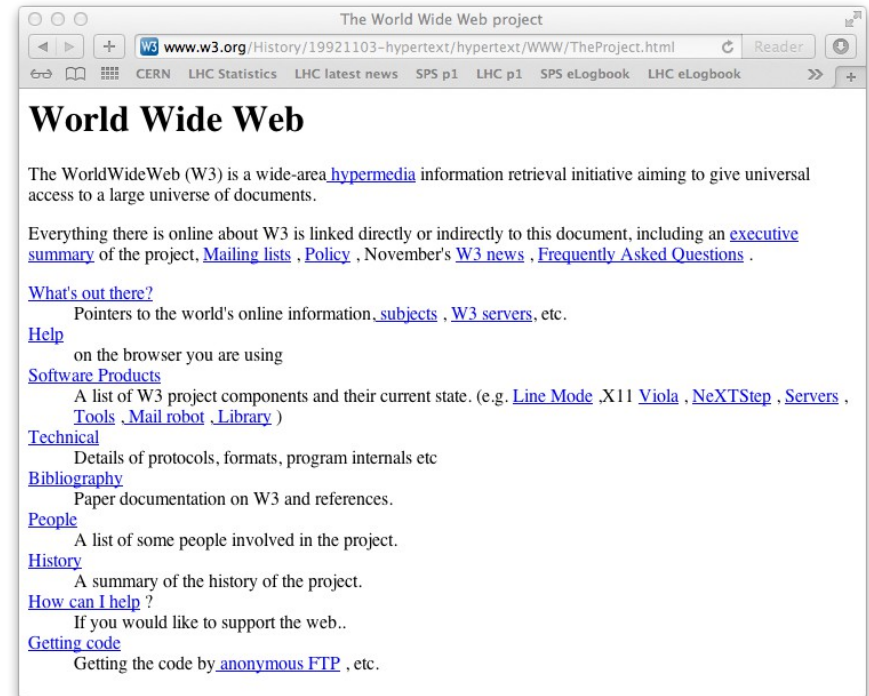 The World Wide Web project
W3 www.w3.org/History/19921103-hypertext/hypertext/WWW/TheProject.html Reader
CERN LHC Statistics LHC latest news SPS p1 LHC p1 SPS eLogbook LHC eLogbook >> +
World Wide Web
The WorldWideWeb (W3) is a wide-area hypermedia information retrieval initiative aiming to give universal
access to a large universe of documents.
Everything there is online about W3 is linked directly or indirectly to this document, including an executive
summary of the project, Mailing lists , Policy , November's W3 news , Frequently Asked Questions .
What's out there?
Pointers to the world's online information, subjects , W3 servers, etc.
Help
on the browser you are using
Software Products
A list of W3 project components and their current state. (e.g. Line Mode ,X11 Viola , NeXTStep , Servers ,
Tools , Mail robot , Library )
Technical
Details of protocols, formats, program internals etc
Bibliography
Paper documentation on W3 and references.
People
A list of some people involved in the project.
History
A summary of the history of the project.
How can I help ?
If you would like to support the web..
Getting code
Getting the code by anonymous FTP , etc.